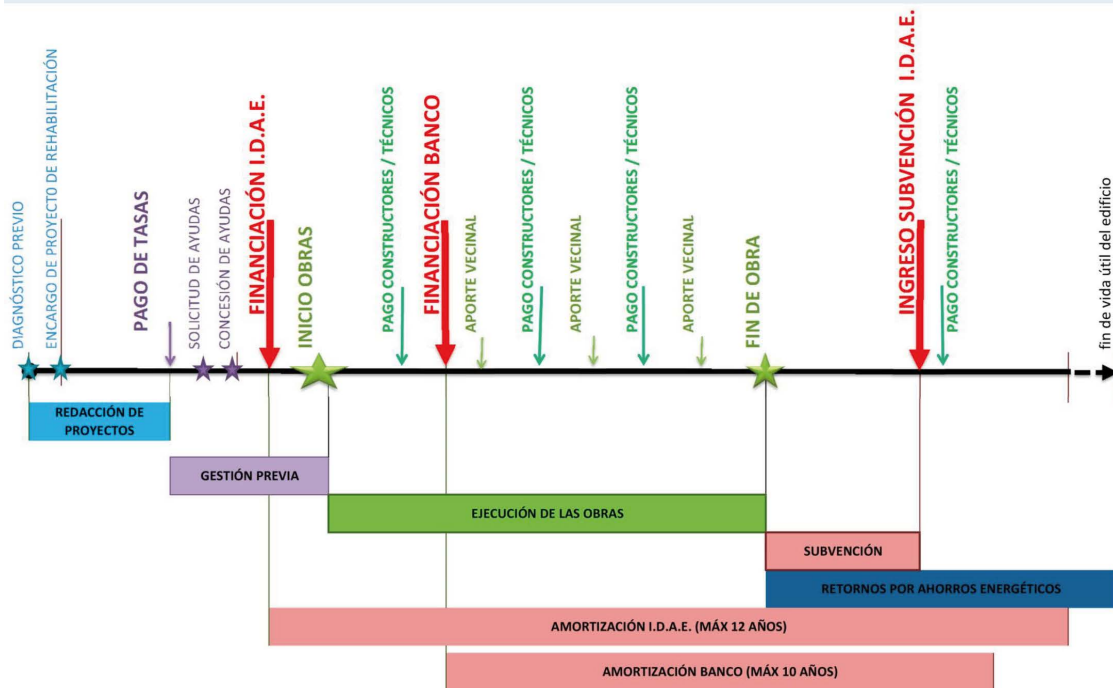 DIAGNÓSTICO PREVIO
ENCARGO DE PROYECTO DE REHABILITACIÓN
PAGO DE TASAS
SOLICITUD DE AYUDAS
CONCESIÓN DE AYUDAS
FINANCIACIÓN I.D.A.E.
INICIO OBRAS
PAGO CONSTRUCTORES / TÉCNICOS
FINANCIACIÓN BANCO
APORTE VECINAL
PAGO CONSTRUCTORES / TÉCNICOS
APORTE VECINAL
PAGO CONSTRUCTORES / TÉCNICOS
APORTE VECINAL
FIN DE OBRA
INGRESO SUBVENCIÓN I.D.A.E.
PAGO CONSTRUCTORES / TÉCNICOS
fin de vida útil del edificio
REDACCIÓN DE
PROYECTOS
GESTIÓN PREVIA
EJECUCIÓN DE LAS OBRAS
SUBVENCIÓN
RETORNOS POR AHORROS ENERGÉTICOS
AMORTIZACIÓN I.D.A.E. (MÁX 12 AÑOS)
AMORTIZACIÓN BANCO (MÁX 10 AÑOS)